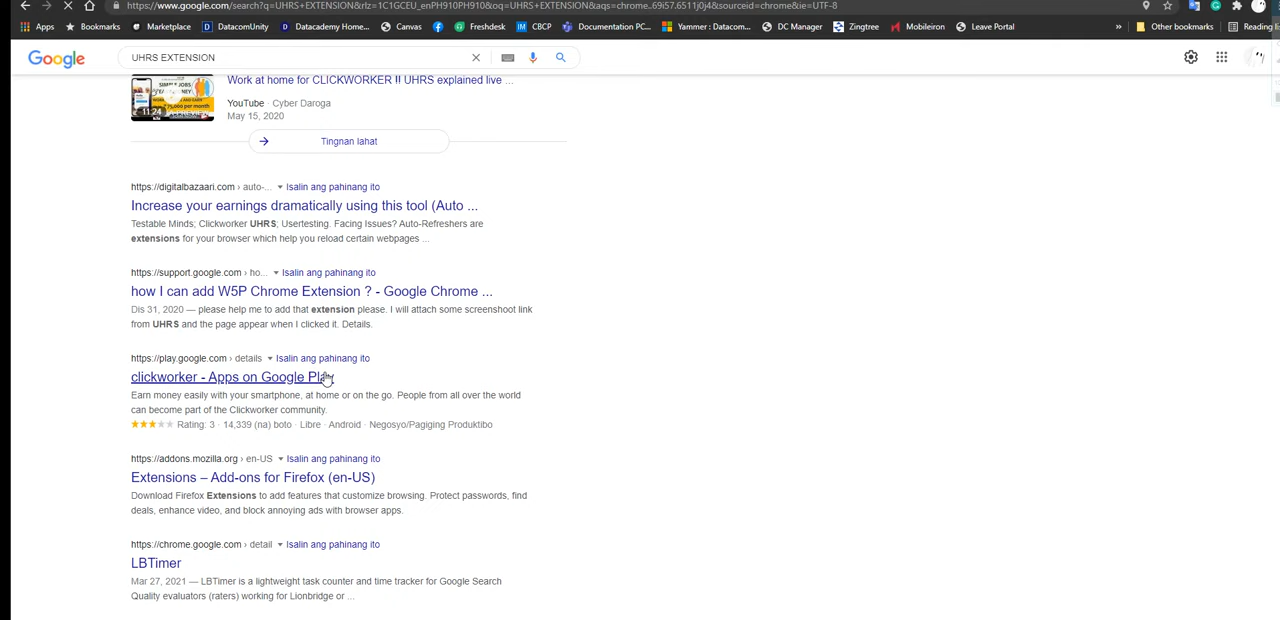 www.google.com/search?q=UHRS+EXTENSION&rlz=1C1GCEU_enPH910PH910&oq=UHRS+EXTENSION&aqs=chrome..69i57.6511j0j4&sourceid=chrome&ie=UTF-8
Apps Bookmarks Marketplace DatacomUnity Datacademy Home... Canvas Freshdesk CBCP Documentation PC... Yammer : Datacom... DC Manager Zingtree Mobileiron Leave Portal » Other bookmarks Reading
Google UHRS EXTENSION
Work at home for CLICKWORKER !! UHRS explained live ...
11:24
YouTube · Cyber Daroga
May 15, 2020
Tingnan lahat
https://digitalbazaari.com › auto-... Isalin ang pahinang ito
Increase your earnings dramatically using this tool (Auto ...
Testable Minds; Clickworker UHRS; Usertesting. Facing Issues? Auto-Refreshers are
extensions for your browser which help you reload certain webpages ...
https://support.google.com › ho... Isalin ang pahinang ito
how I can add W5P Chrome Extension ? - Google Chrome ...
Dis 31, 2020 — please help me to add that extension please. I will attach some screenshoot link
from UHRS and the page appear when I clicked it. Details.
https://play.google.com › details Isalin ang pahinang ito
clickworker - Apps on Google Play
Earn money easily with your smartphone, at home or on the go. People from all over the world
can become part of the Clickworker community.
Rating: 3 · 14,339 (na) boto · Libre · Android · Negosyo/Pagiging Produktibo
https://addons.mozilla.org › en-US Isalin ang pahinang ito
Extensions – Add-ons for Firefox (en-US)
Download Firefox Extensions to add features that customize browsing. Protect passwords, find
deals, enhance video, and block annoying ads with browser apps.
https://chrome.google.com › detail Isalin ang pahinang ito
LBTimer
Mar 27, 2021 — LBTimer is a lightweight task counter and time tracker for Google Search
Quality evaluators (raters) working for Lionbridge or ...